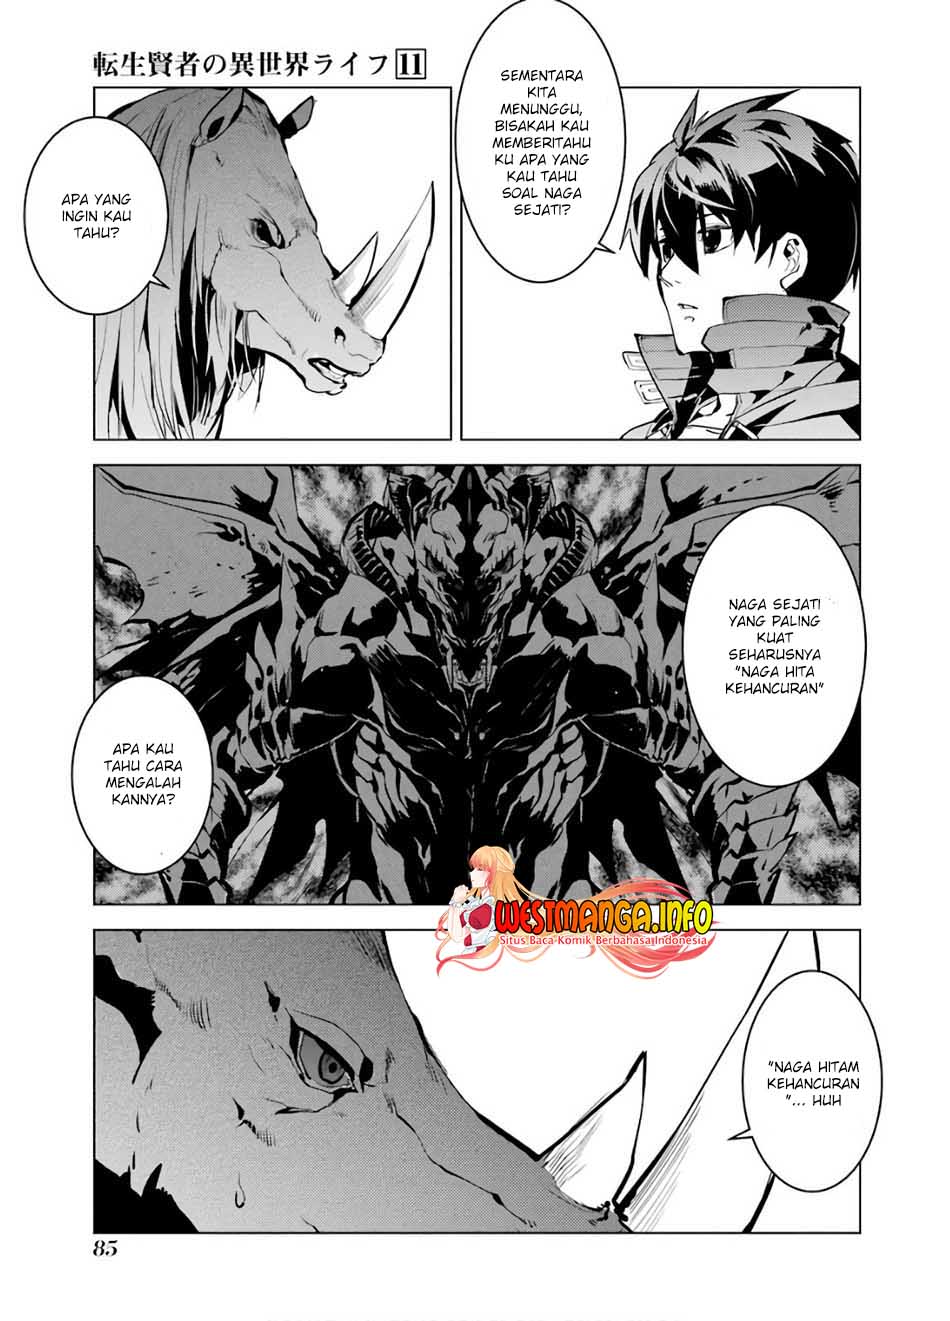 転生賢者の異世界ライフ 11
SEMENTARA
KITA
MENUNGGU,
BISAKAH KAU
MEMBERITAHU
KU APA YANG
KAU TAHU
SOAL NAGA
SEJATI?
APA YANG
INGIN KAU
TAHU?
NAGA SEJATI
YANG PALING
KUAT
SEHARUSNYA
"NAGA HITA
KEHANCURAN"
APA KAU
TAHU CARA
MENGALAH
KANNYA?
WESTMANGA.INFO
Situs Baca Komik Berbahasa Indonesia
"NAGA HITAM
KEHANCURAN
"... HUH
85